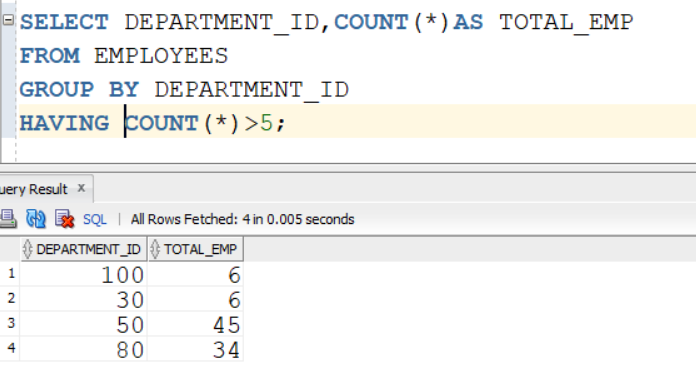 SELECT DEPARTMENT_ID,COUNT(*)AS TOTAL_EMP
FROM EMPLOYEES
GROUP BY DEPARTMENT_ID
HAVING COUNT(*)>5;
uery Result x
SQL | All Rows Fetched: 4 in 0.005 seconds
DEPARTMENT_ID TOTAL_EMP
1 100 6
2 30 6
3 50 45
4 80 34